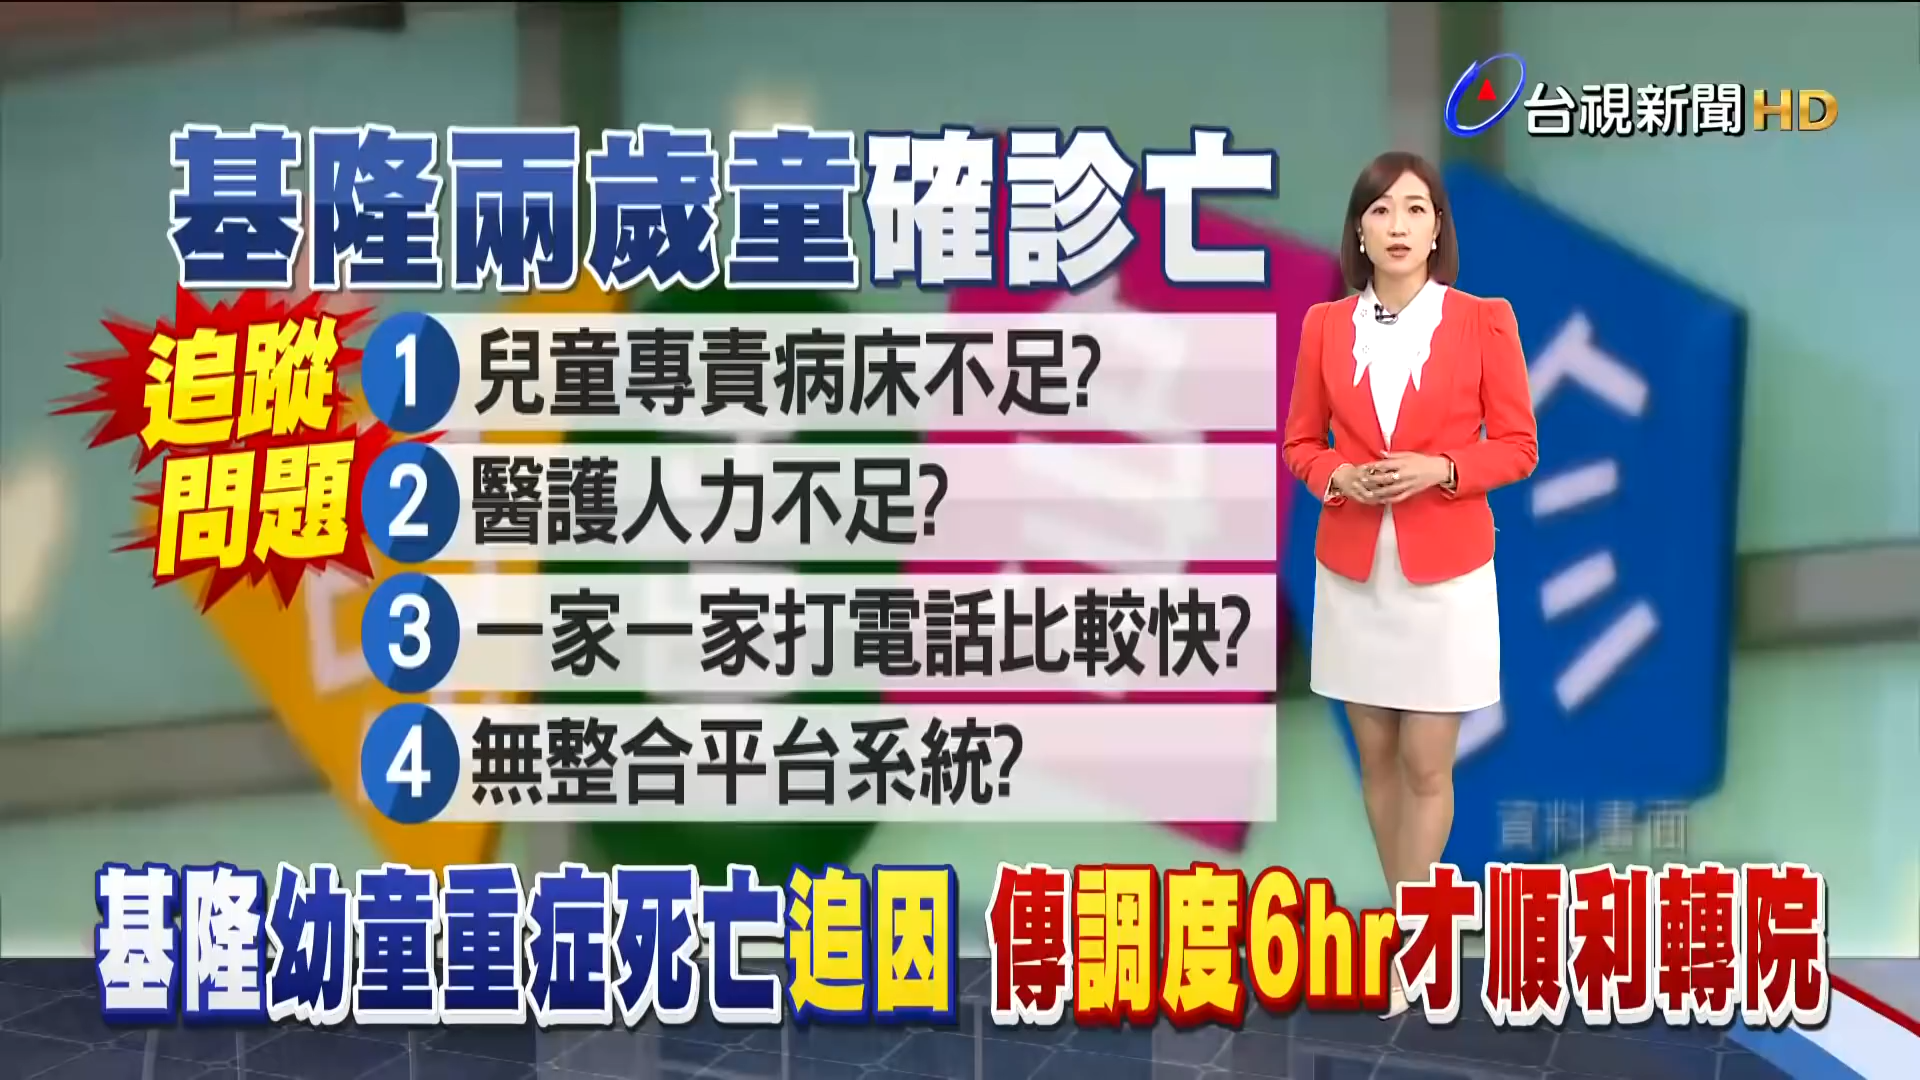 台視新聞HD
基隆兩歲童確診亡
追蹤
問題
1 兒童專責病床不足?
2 醫護人力不足?
3 一家一家打電話比較快?
4 無整合平台系統?
資料畫面
基隆幼童重症死亡追因 傳調度6hr才順利轉院